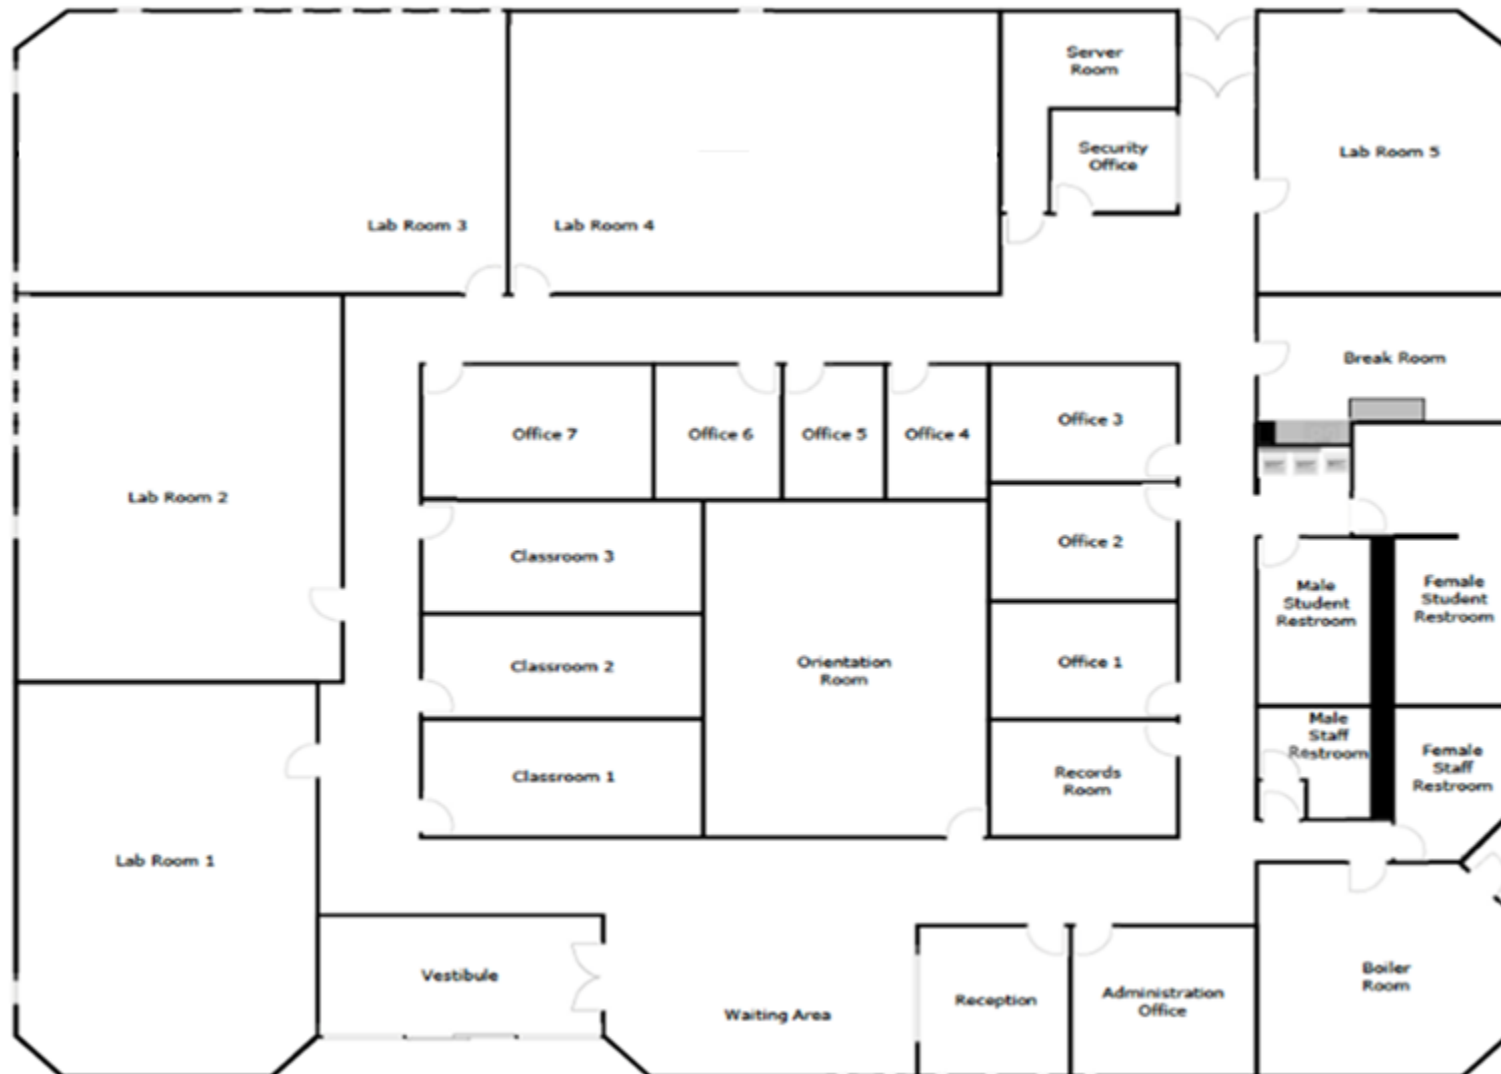 Server
Room
Security
Office
Lab Room 5
Lab Room 3
Lab Room 4
Break Room
Office 7
Office 6
Office 5
Office 4
Office 3
Lab Room 2
Classroom 3
Office 2
Male
Student
Restroom
Female
Student
Restroom
Classroom 2
Orientation
Room
Office 1
Male
Staff
Restroom
Female
Staff
Restroom
Classroom 1
Records
Room
Lab Room 1
Vestibule
Waiting Area
Reception
Administration
Office
Boiler
Room